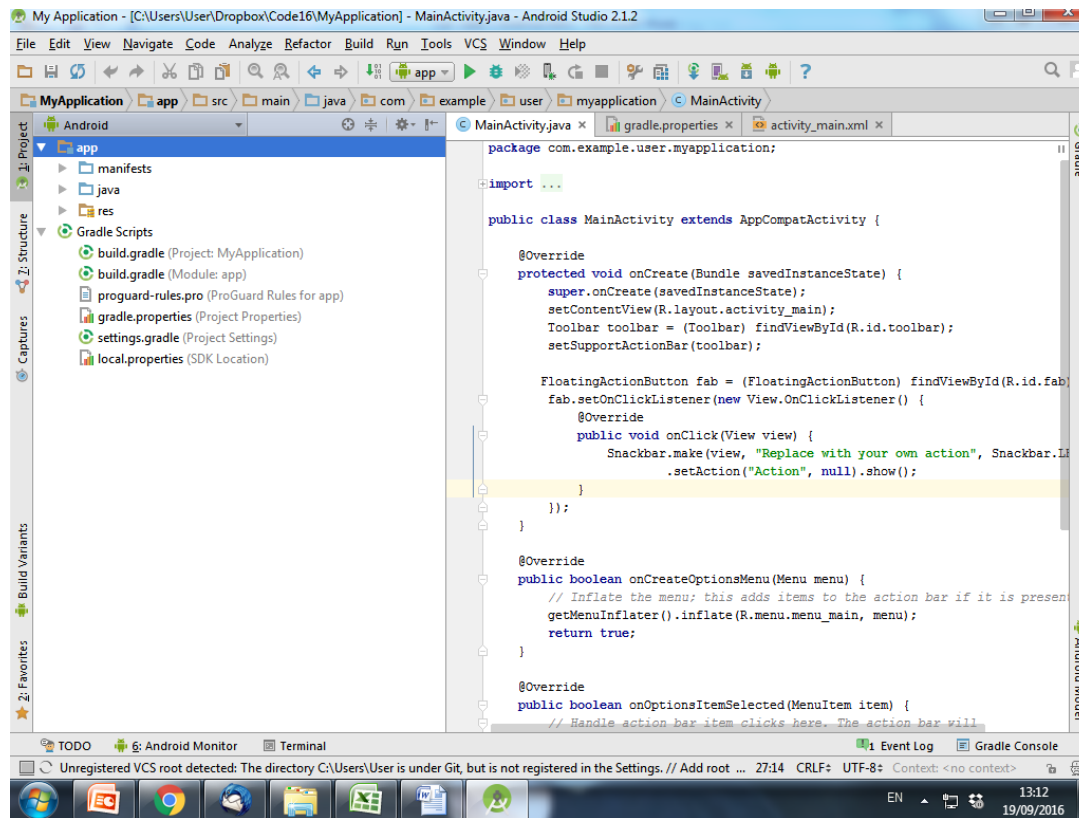 My Application - [C:\Users\User\Dropbox\Code16\MyApplication] - MainActivity.java - Android Studio 2.1.2
File Edit View Navigate Code Analyze Refactor Build Run Tools VCS Window Help
app
MyApplication app src main java com example user myapplication MainActivity
1: Project
7: Structure
Captures
Build Variants
2: Favorites
Android
app
manifests
java
res
Gradle Scripts
build.gradle (Project: MyApplication)
build.gradle (Module: app)
proguard-rules.pro (ProGuard Rules for app)
gradle.properties (Project Properties)
settings.gradle (Project Settings)
local.properties (SDK Location)
MainActivity.java gradle.properties activity_main.xml
package com.example.user.myapplication;
import ...
public class MainActivity extends AppCompatActivity {
@Override
protected void onCreate(Bundle savedInstanceState) {
super.onCreate(savedInstanceState);
setContentView(R.layout.activity_main);
Toolbar toolbar = (Toolbar) findViewById(R.id.toolbar);
setSupportActionBar(toolbar);
FloatingActionButton fab = (FloatingActionButton) findViewById(R.id.fab)
fab.setOnClickListener(new View.OnClickListener() {
@Override
public void onClick(View view) {
Snackbar.make(view, "Replace with your own action", Snackbar.LE
.setAction("Action", null).show();
}
});
}
@Override
public boolean onCreateOptionsMenu(Menu menu) {
// Inflate the menu; this adds items to the action bar if it is present
getMenuInflater().inflate(R.menu.menu_main, menu);
return true;
}
@Override
public boolean onOptionsItemSelected(MenuItem item) {
// Handle action bar item clicks here. The action bar will
Gradle
Android Model
TODO 6: Android Monitor Terminal 1 Event Log Gradle Console
Unregistered VCS root detected: The directory C:\Users\User is under Git, but is not registered in the Settings. // Add root ... 27:14 CRLF UTF-8 Context: <no context>
EN 13:12
19/09/2016